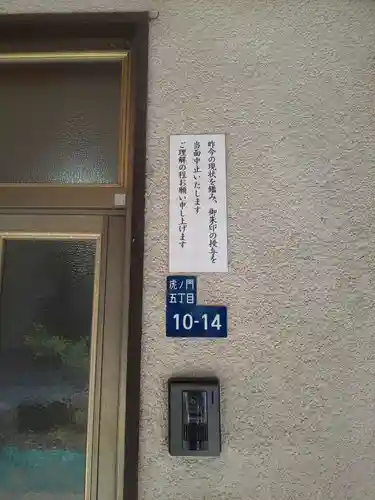 昨今の現状を鑑み、御朱印の授与を
当面中止いたします
ご理解の程お願い申し上げます
虎ノ門
五丁目
10-14